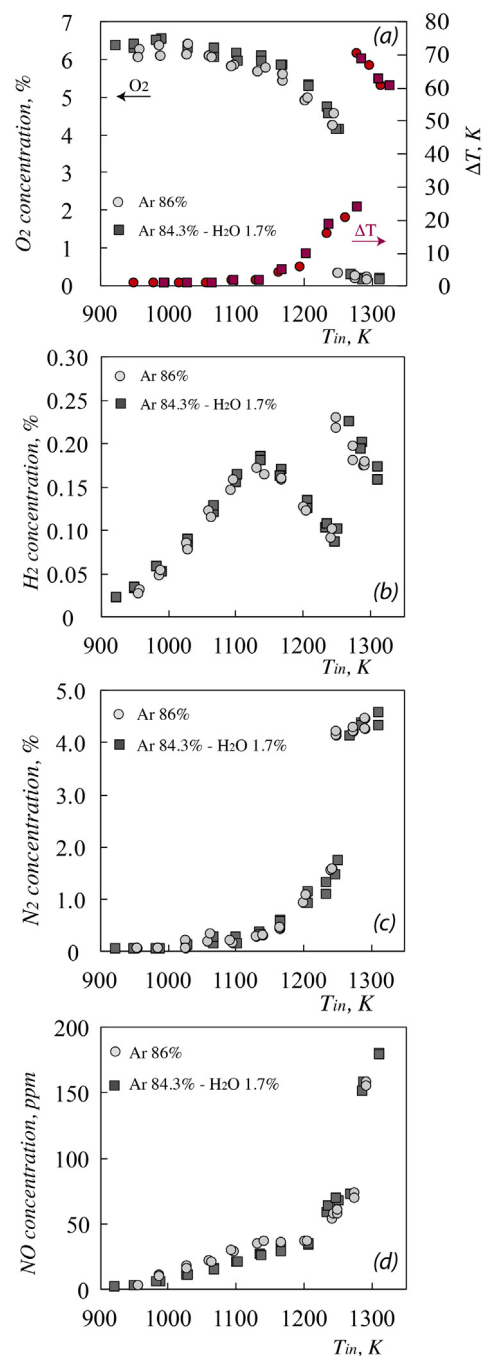 7
6
5
4
3
2
1
0
O2 concentration, %
(a)
O2
Ar 86%
Ar 84.3% - H2O 1.7%
ΔT
80
70
60
50
40
30
20
10
0
ΔT, K
900 1000 1100 1200 1300
Tin, K
0.30
0.25
0.20
0.15
0.10
0.05
0
H2 concentration, %
Ar 86%
Ar 84.3% - H2O 1.7%
(b)
900 1000 1100 1200 1300
Tin, K
5.0
4.0
3.0
2.0
1.0
0
N2 concentration, %
Ar 86%
Ar 84.3% - H2O 1.7%
(c)
900 1000 1100 1200 1300
Tin, K
200
150
100
50
0
NO concentration, ppm
Ar 86%
Ar 84.3% - H2O 1.7%
(d)
900 1000 1100 1200 1300
Tin, K